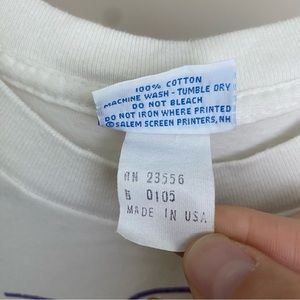 100% COTTON
MACHINE WASH - TUMBLE DRY
DO NOT BLEACH
DO NOT IRON WHERE PRINTED
© SALEM SCREEN PRINTERS, NH
RN 23556
0105
MADE IN USA